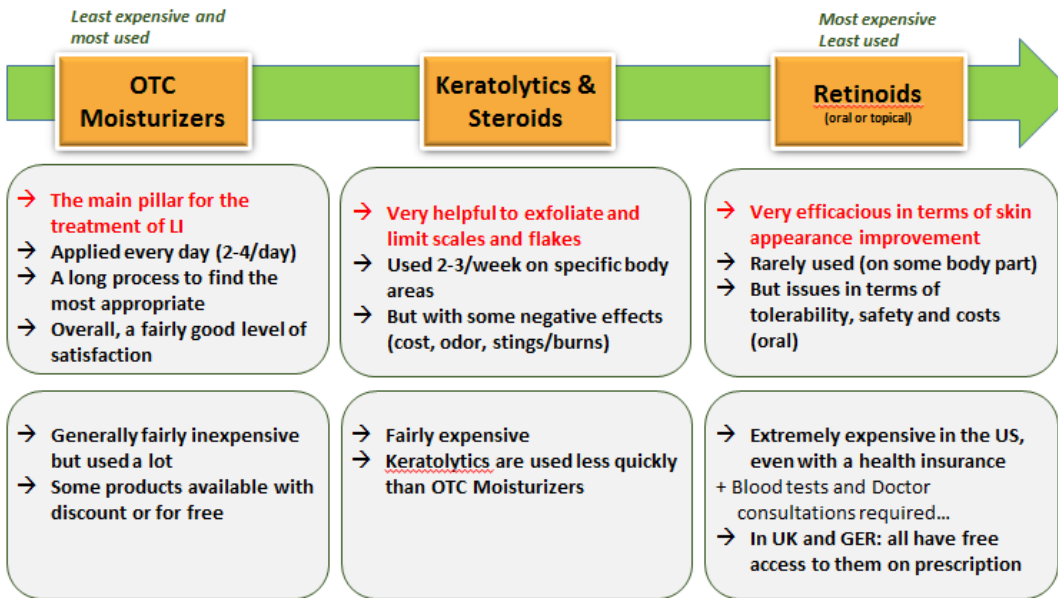 Least expensive and
most used
Most expensive
Least used
OTC
Moisturizers
Keratolytics &
Steroids
Retinoids
(oral or topical)
→ The main pillar for the
treatment of LI
→ Applied every day (2-4/day)
→ A long process to find the
most appropriate
→ Overall, a fairly good level of
satisfaction
→ Very helpful to exfoliate and
limit scales and flakes
→ Used 2-3/week on specific body
areas
→ But with some negative effects
(cost, odor, stings/burns)
→ Very efficacious in terms of skin
appearance improvement
→ Rarely used (on some body part)
→ But issues in terms of
tolerability, safety and costs
(oral)
→ Generally fairly inexpensive
but used a lot
→ Some products available with
discount or for free
→ Fairly expensive
→ Keratolytics are used less quickly
than OTC Moisturizers
→ Extremely expensive in the US,
even with a health insurance
+ Blood tests and Doctor
consultations required…
→ In UK and GER: all have free
access to them on prescription